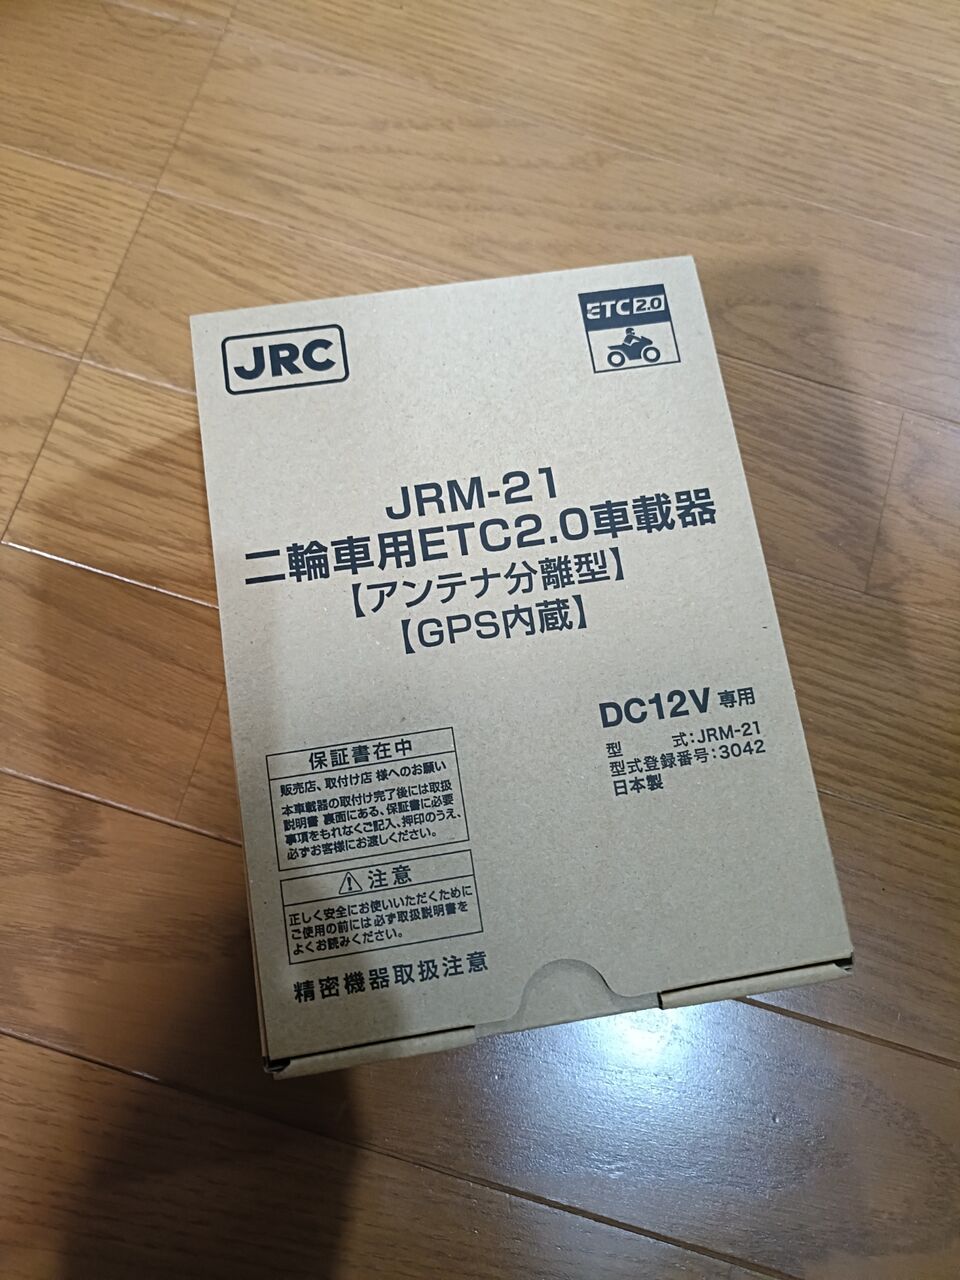 JRC
ETC2.0
JRM-21
二輪車用ETC2.0車載器
【アンテナ分離型】
【GPS内蔵】
DC12V 専用
型　　式:JRM-21
型式登録番号:3042
日本製
保証書在中
販売店、取付け店 様へのお願い
本車載器の取付け完了後には取扱
説明書 裏面にある、保証書に必要
事項をもれなくご記入、押印のうえ、
必ずお客様にお渡しください。
注意
正しく安全にお使いいただくために
ご使用の前には必ず取扱説明書を
よくお読みください。
精密機器取扱注意